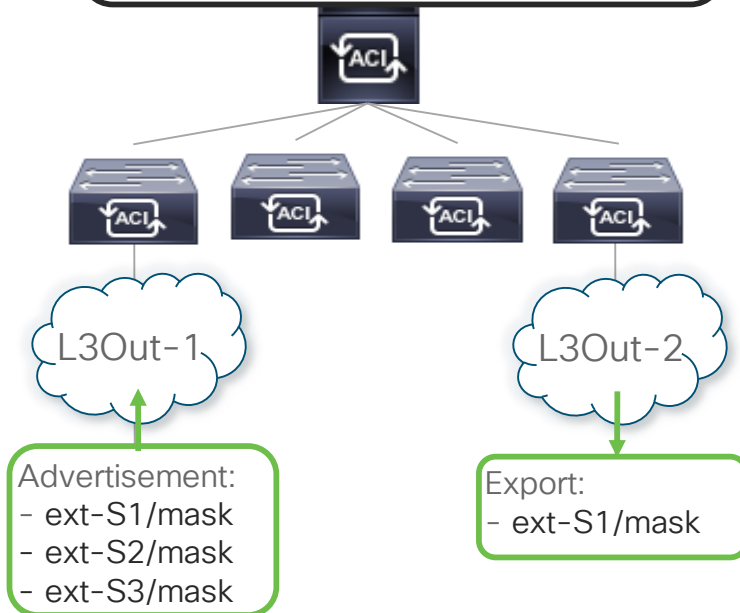 ACI
ACI
ACI
ACI
ACI
L3Out-1
L3Out-2
Advertisement:
- ext-S1/mask
- ext-S2/mask
- ext-S3/mask
Export:
- ext-S1/mask